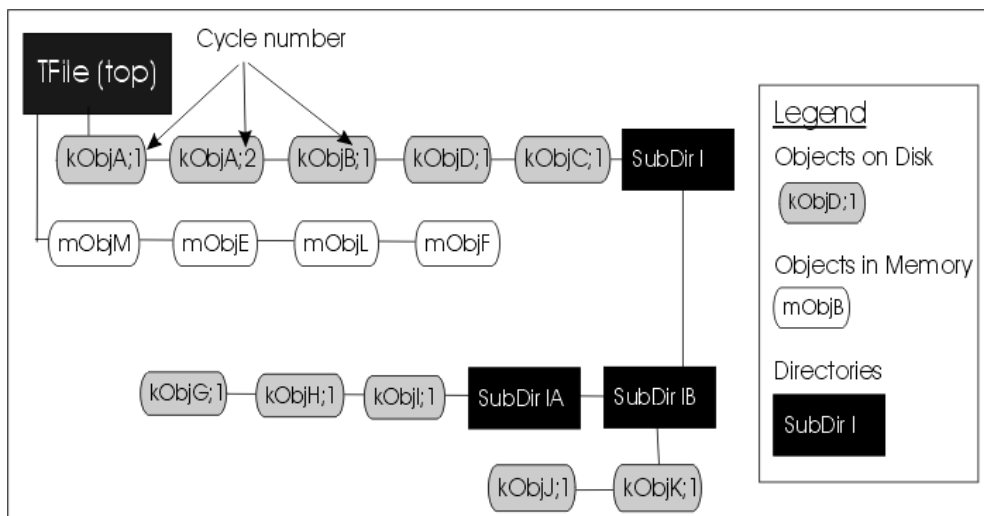 Cycle number
TFile (top)
kObjA;1
kObjA;2
kObjB;1
kObjD;1
kObjC;1
SubDir I
mObjM
mObjE
mObjL
mObjF
kObjG;1
kObjH;1
kObjI;1
SubDir IA
SubDir IB
kObjJ;1
kObjK;1
Legend
Objects on Disk
kObjD;1
Objects in Memory
mObjB
Directories
SubDir I